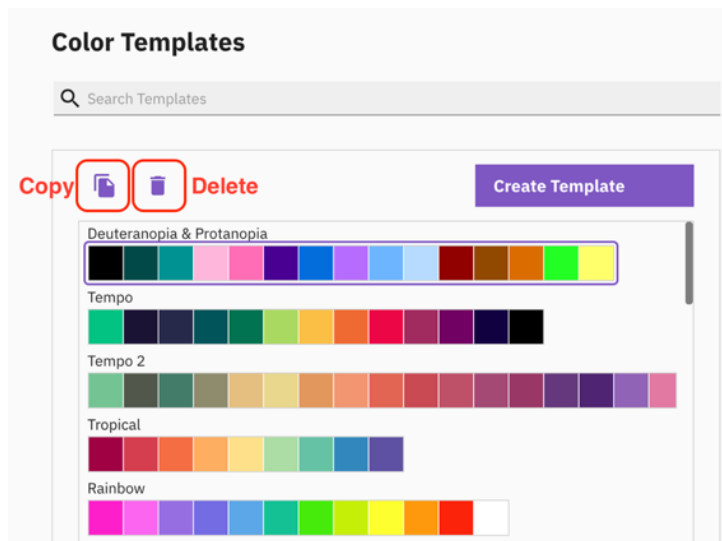 Color Templates
Search Templates
Copy Delete Create Template
Deuteranopia & Protanopia
Tempo
Tempo 2
Tropical
Rainbow